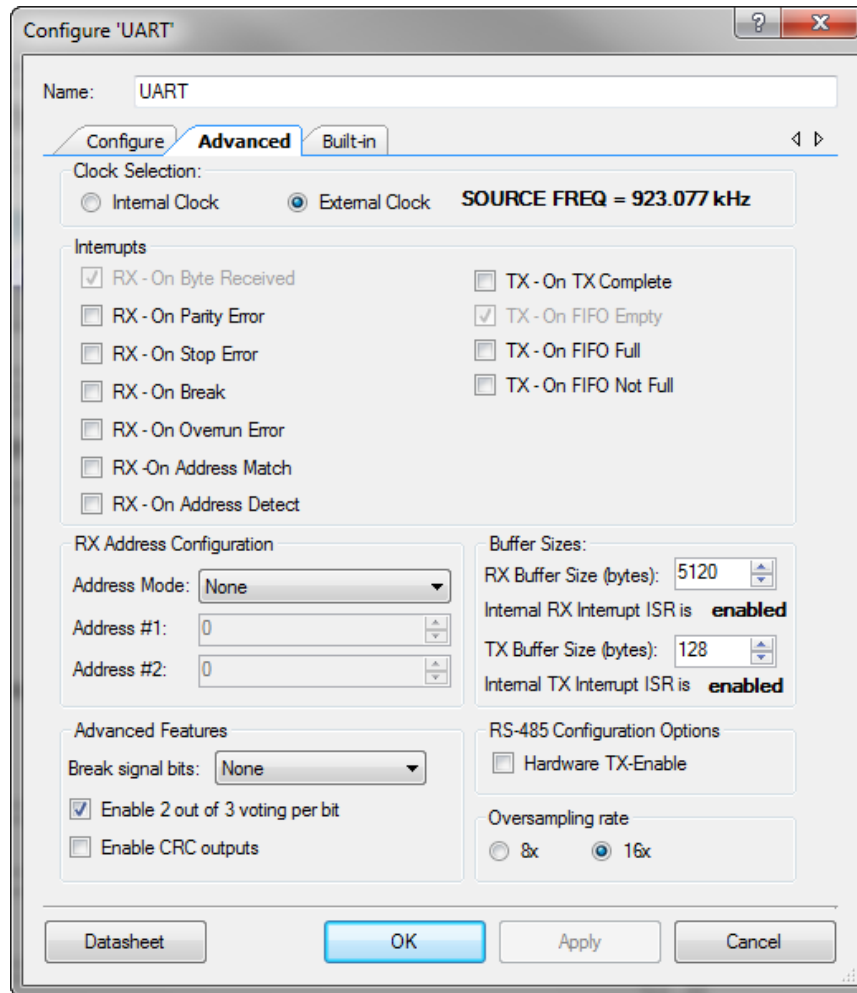 Configure 'UART'
Name: UART
Configure Advanced Built-in
Clock Selection:
Internal Clock External Clock SOURCE FREQ = 923.077 kHz
Interrupts
RX - On Byte Received
RX - On Parity Error
RX - On Stop Error
RX - On Break
RX - On Overrun Error
RX -On Address Match
RX - On Address Detect
TX - On TX Complete
TX - On FIFO Empty
TX - On FIFO Full
TX - On FIFO Not Full
RX Address Configuration
Address Mode: None
Address #1: 0
Address #2: 0
Buffer Sizes:
RX Buffer Size (bytes): 5120
Internal RX Interrupt ISR is enabled
TX Buffer Size (bytes): 128
Internal TX Interrupt ISR is enabled
Advanced Features
Break signal bits: None
Enable 2 out of 3 voting per bit
Enable CRC outputs
RS-485 Configuration Options
Hardware TX-Enable
Oversampling rate
8x 16x
Datasheet OK Apply Cancel